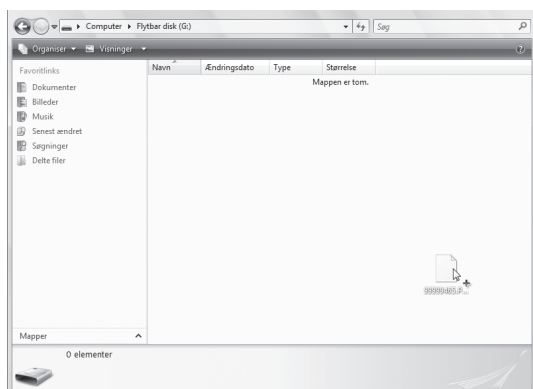 Computer Flytbar disk (G:) Søg
Organiser Visninger
Favoritlinks
Dokumenter
Billeder
Musik
Senest ændret
Søgninger
Delte filer
Navn Ændringsdato Type Størrelse
Mappen er tom.
99999465.P...
Mapper
0 elementer